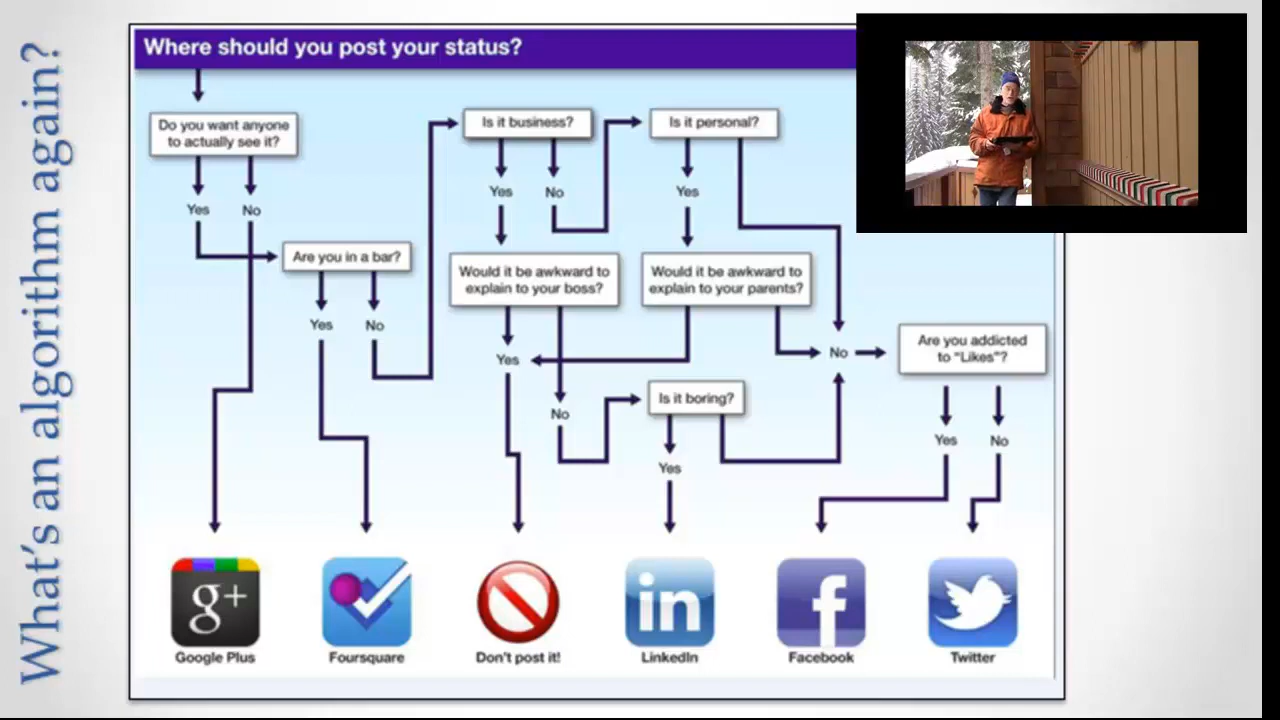 What's an algorithm again?
Where should you post your status?
Do you want anyone
to actually see it?
Yes
No
Are you in a bar?
Yes
No
Is it business?
Yes
No
Is it personal?
Yes
Would it be awkward to
explain to your boss?
Would it be awkward to
explain to your parents?
Yes
No
No
Is it boring?
Yes
Are you addicted
to "Likes"?
Yes
No
g+
in
f
Google Plus
Foursquare
Don't post it!
LinkedIn
Facebook
Twitter